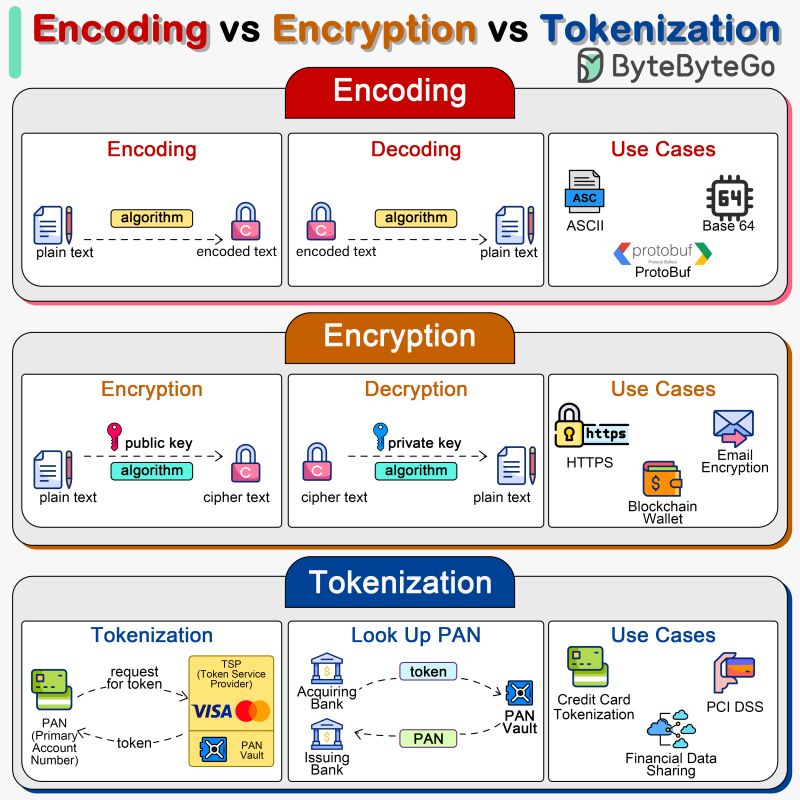 Encoding vs Encryption vs Tokenization
ByteByteGo
Encoding
Encoding
algorithm
plain text
C
encoded text
Decoding
algorithm
C
encoded text
plain text
Use Cases
ASC
ASCII
64
Base 64
protobuf
Protocol Buffers
ProtoBuf
Encryption
Encryption
public key
algorithm
plain text
C
cipher text
Decryption
private key
algorithm
C
cipher text
plain text
Use Cases
https
HTTPS
Email
Encryption
$
Blockchain
Wallet
Tokenization
Tokenization
request
for token
PAN
(Primary
Account
Number)
token
TSP
(Token Service
Provider)
VISA
PAN
Vault
Look Up PAN
$
Acquiring
Bank
token
PAN
Vault
$
Issuing
Bank
PAN
Use Cases
Credit Card
Tokenization
PCI DSS
Financial Data
Sharing